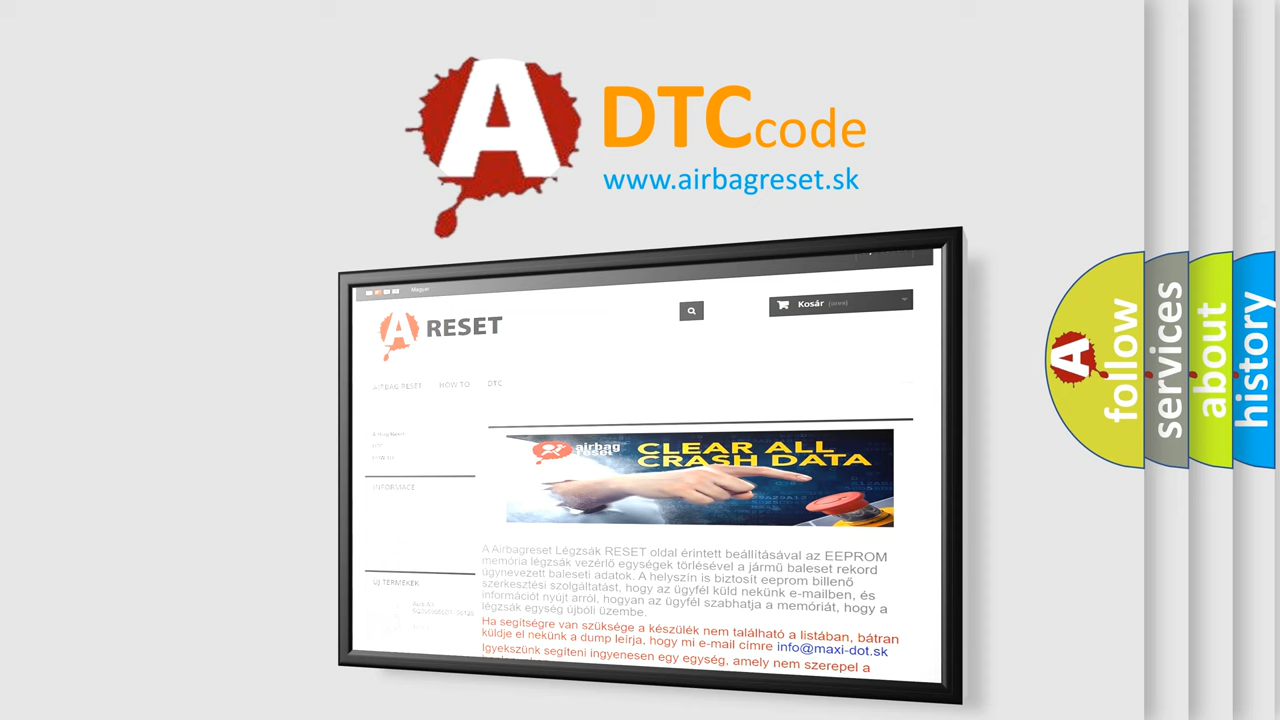 A
DTC code
www.airbagreset.sk
Magyar
A RESET
Kosár
AIRBAG RESET HOW TO DTC
INFORMACE
ÚJ TERMÉKEK
airbag
reset
CLEAR ALL
CRASH DATA
A Airbagreset Légzsák RESET oldal érintett beállításával az EEPROM
memória légzsák vezérlő egységek törlésével a jármű baleset rekord
úgynevezett baleseti adatok. A helyszín is biztosít eeprom billenő
szerkesztési szolgáltatást, hogy az ügyfél küld nekünk e-mailben, és
információt nyújt arról, hogyan az ügyfél szabhatja a memóriát, hogy a
légzsák egység újbóli üzembe.
Ha segítségre van szüksége a készülék nem található a listában, bátran
küldje el nekünk a dump leírja, hogy mi e-mail címre info@maxi-dot.sk
Igyekszünk segíteni ingyenesen egy egység, amely nem szerepel a
A
follow
services
about
history